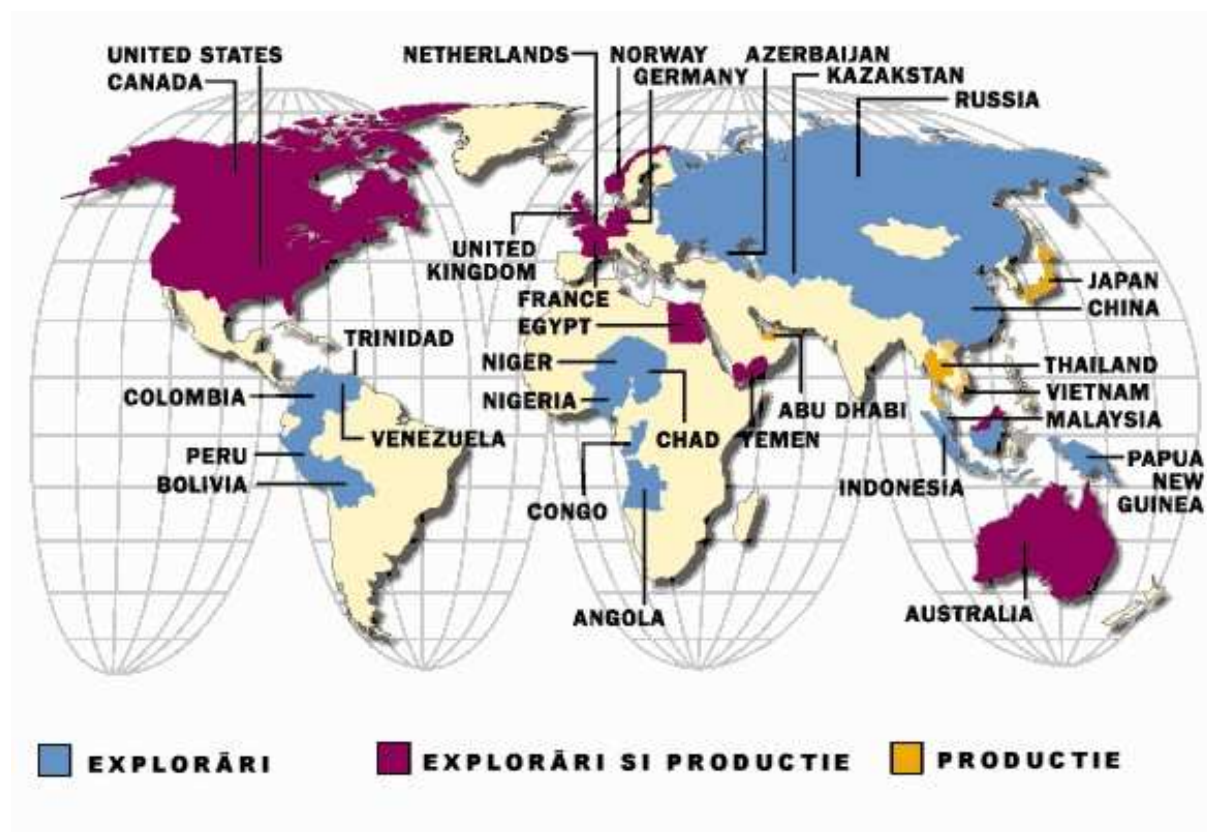 UNITED STATES
CANADA
NETHERLANDS
NORWAY
GERMANY
AZERBAIJAN
KAZAKSTAN
RUSSIA
UNITED
KINGDOM
FRANCE
EGYPT
NIGER
NIGERIA
CHAD
YEMEN
ABU DHABI
JAPAN
CHINA
THAILAND
VIETNAM
MALAYSIA
TRINIDAD
COLOMBIA
VENEZUELA
PERU
BOLIVIA
CONGO
ANGOLA
INDONESIA
PAPUA
NEW
GUINEA
AUSTRALIA
EXPLORĂRI
EXPLORĂRI SI PRODUCTIE
PRODUCTIE